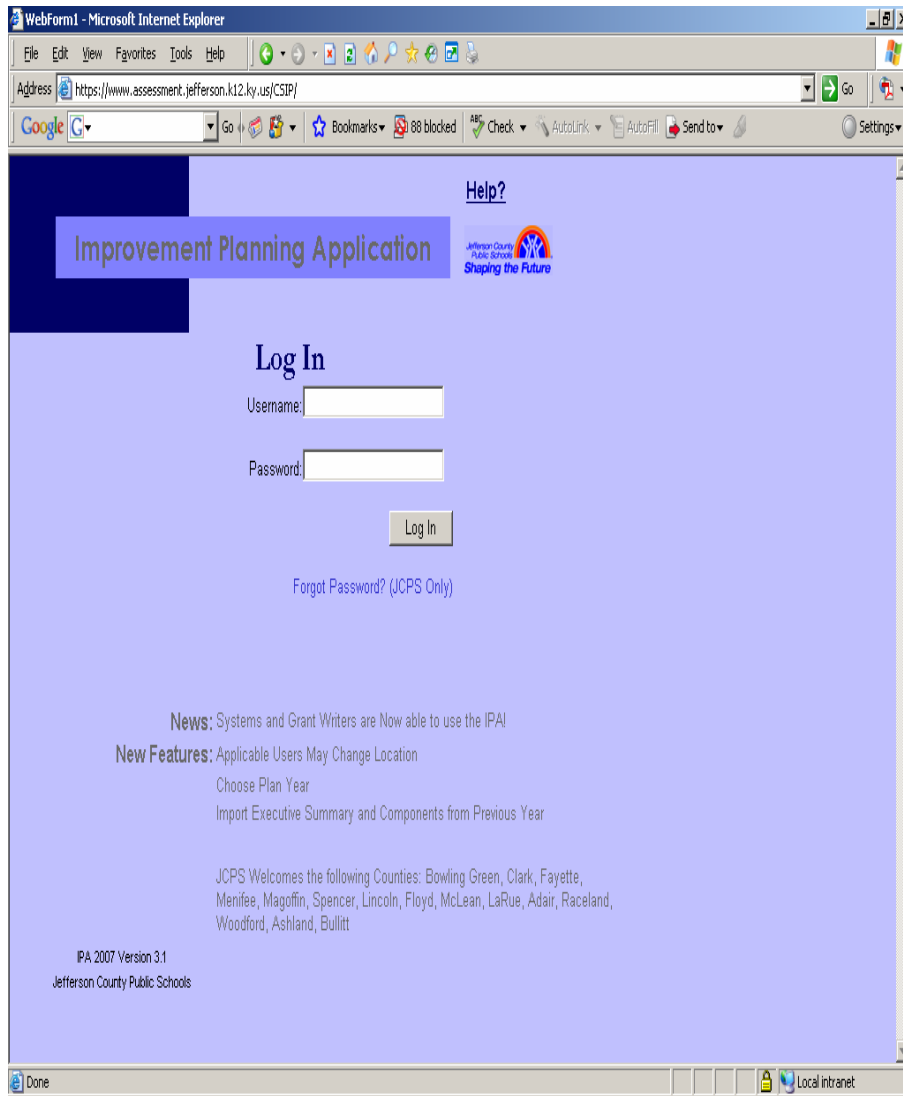 WebForm1 - Microsoft Internet Explorer
File Edit View Favorites Tools Help
Address https://www.assessment.jefferson.k12.ky.us/CSIP/ Go
Google G Go Bookmarks 88 blocked ABC Check AutoLink AutoFill Send to Settings
Help?
Improvement Planning Application
Jefferson County
Public Schools
Shaping the Future
Log In
Username:
Password:
Log In
Forgot Password? (JCPS Only)
News: Systems and Grant Writers are Now able to use the IPA!
New Features: Applicable Users May Change Location
Choose Plan Year
Import Executive Summary and Components from Previous Year
JCPS Welcomes the following Counties: Bowling Green, Clark, Fayette,
Menifee, Magoffin, Spencer, Lincoln, Floyd, McLean, LaRue, Adair, Raceland,
Woodford, Ashland, Bullitt
IPA 2007 Version 3.1
Jefferson County Public Schools
Done Local intranet